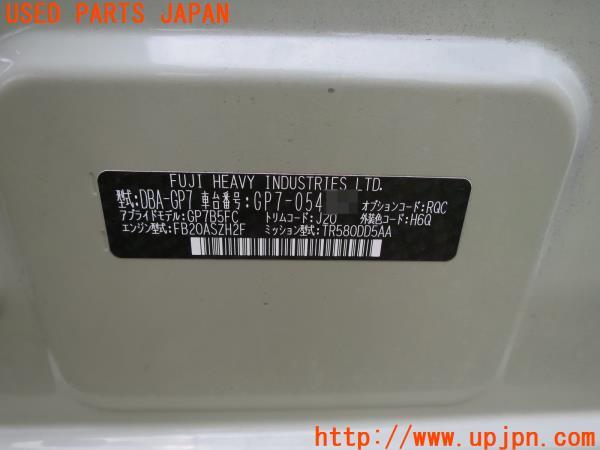 USED PARTS JAPAN
FUJI HEAVY INDUSTRIES LTD.
型式: DBA-GP7 車台番号: GP7-054 オプションコード: RQC
アプライドモデル: GP7B5FC トリムコード: J20 外装色コード: H6Q
エンジン型式: FB20ASZH2F ミッション型式: TR580DD5AA
http://www.upjpn.com/